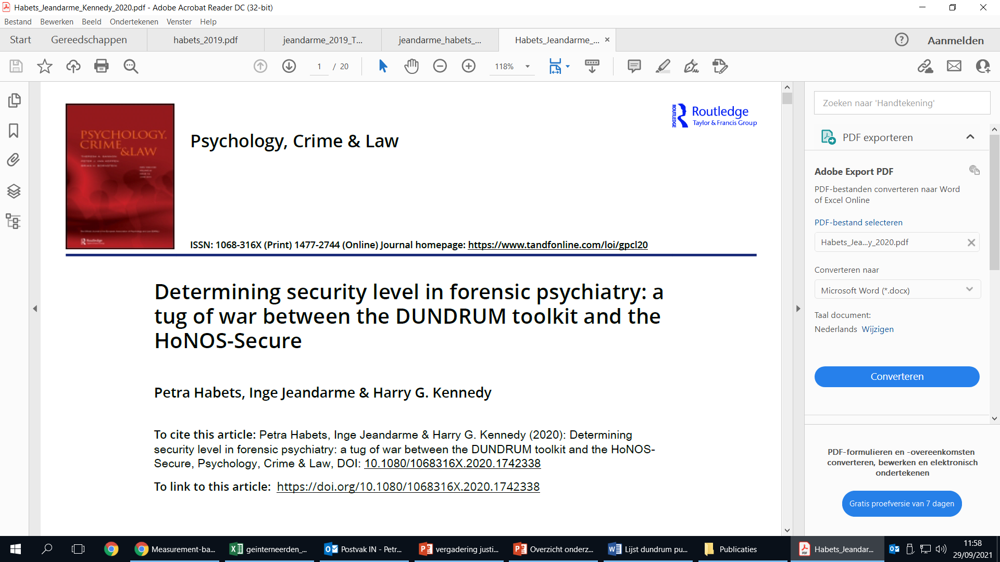 Habets_Jeandarme_Kennedy_2020.pdf - Adobe Acrobat Reader DC (32-bit)
Bestand Bewerken Beeld Ondertekenen Venster Help
Start Gereedschappen habets_2019.pdf jeandarme_2019_T... jeandarme_habets_... Habets_Jeandarme_... Aanmelden
1 / 20 118%
Zoeken naar 'Handtekening'
PDF exporteren
Adobe Export PDF
PDF-bestanden converteren naar Word
of Excel Online
PDF-bestand selecteren
Habets_Jea...y_2020.pdf
Converteren naar
Microsoft Word (*.docx)
Taal document:
Nederlands Wijzigen
Converteren
PDF-formulieren en -overeenkomsten
converteren, bewerken en elektronisch
ondertekenen
Gratis proefversie van 7 dagen
PSYCHOLOGY,
CRIME
&LAW
Routledge
ROUTLEDGE
Routledge
Taylor & Francis Group
Psychology, Crime & Law
ISSN: 1068-316X (Print) 1477-2744 (Online) Journal homepage: https://www.tandfonline.com/loi/gpcl20
Determining security level in forensic psychiatry: a
tug of war between the DUNDRUM toolkit and the
HoNOS-Secure
Petra Habets, Inge Jeandarme & Harry G. Kennedy
To cite this article: Petra Habets, Inge Jeandarme & Harry G. Kennedy (2020): Determining
security level in forensic psychiatry: a tug of war between the DUNDRUM toolkit and the HoNOS-
Secure, Psychology, Crime & Law, DOI: 10.1080/1068316X.2020.1742338
To link to this article: https://doi.org/10.1080/1068316X.2020.1742338
Measurement-ba... geinterneerden_... Postvak IN - Petr... vergadering justi... Overzicht onderz... Lijst dundrum pu... Publicaties Habets_Jeandar...
11:58
29/09/2021